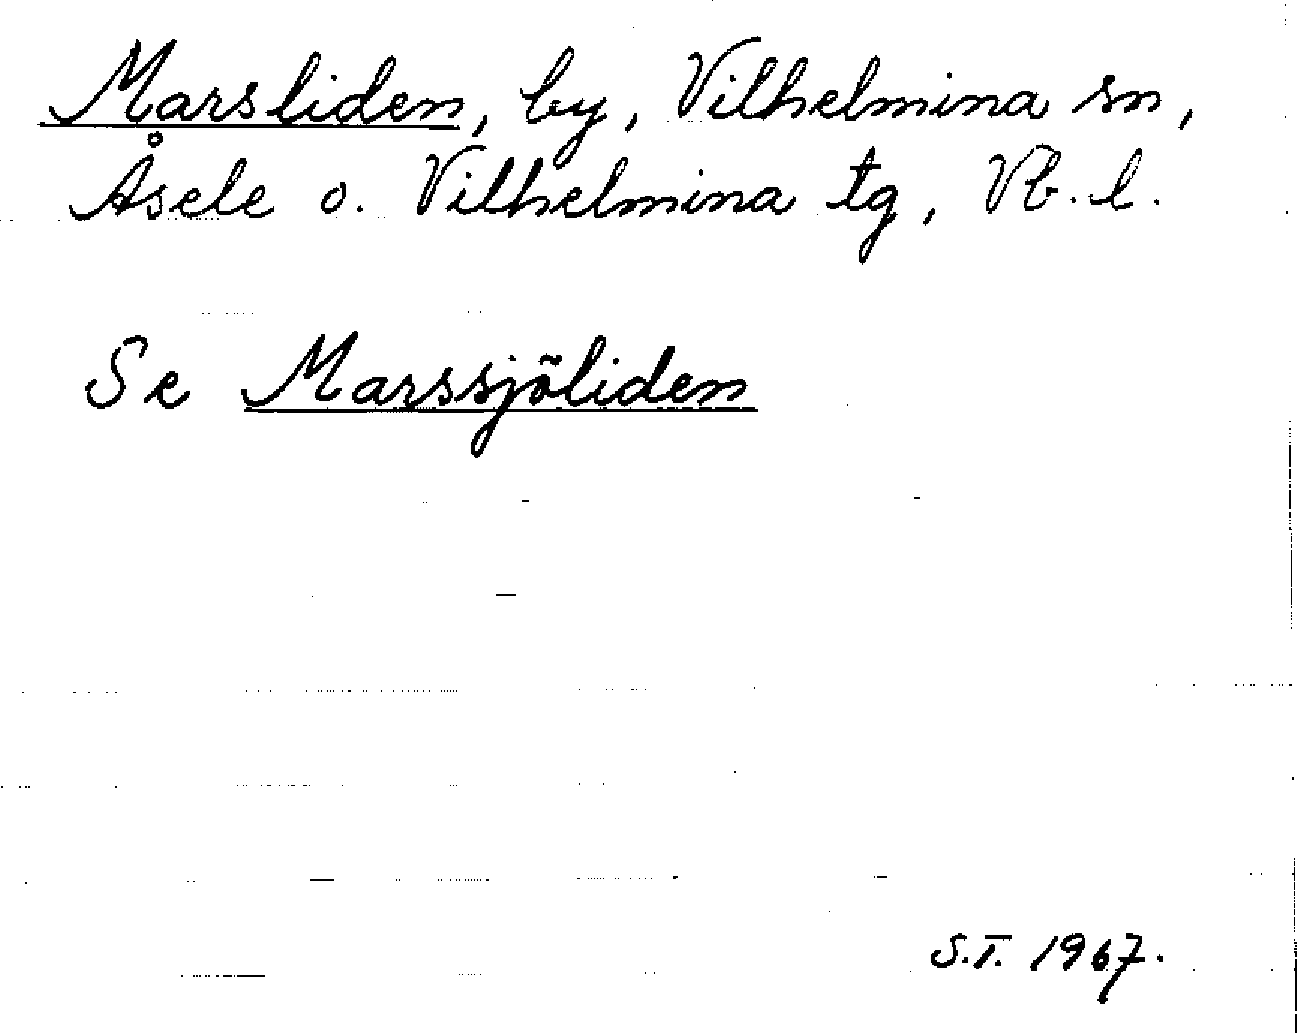 Marsliden, by, Vilhelmina sn,
Åsele o. Vilhelmina tg, Vb. l.
Se Marssjöliden
S.I. 1967.